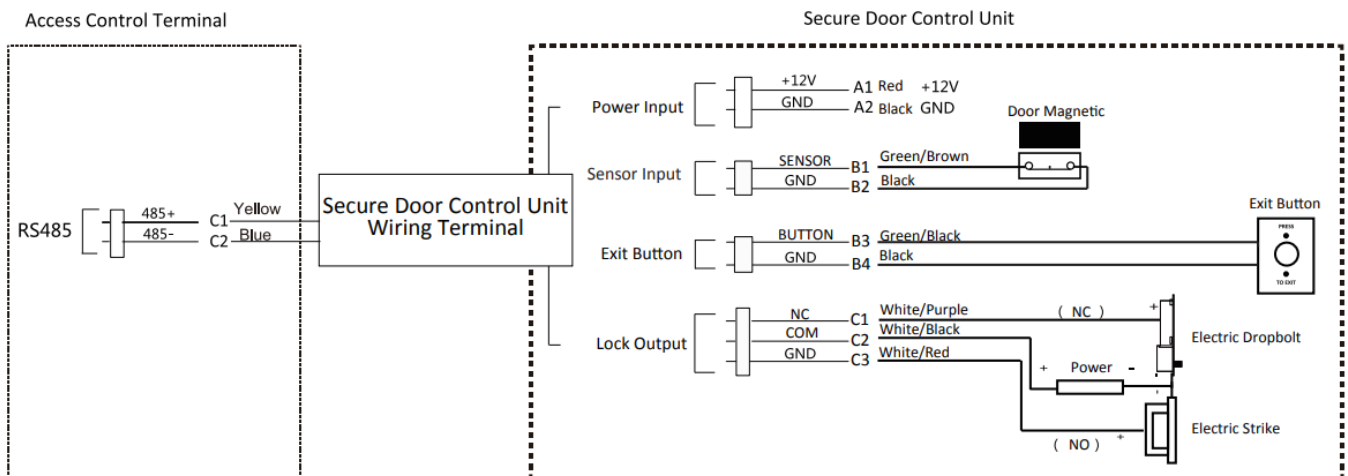 Access Control Terminal
Secure Door Control Unit
Power Input
+12V A1 Red +12V
GND A2 Black GND
Door Magnetic
Sensor Input
SENSOR B1 Green/Brown
GND B2 Black
RS485
485+ C1 Yellow
485- C2 Blue
Secure Door Control Unit
Wiring Terminal
Exit Button
Exit Button
BUTTON B3 Green/Black
GND B4 Black
PRESS
TO EXIT
Lock Output
NC C1 White/Purple ( NC ) +
COM C2 White/Black
GND C3 White/Red
Electric Dropbolt
+ Power -
Electric Strike
( NO ) +